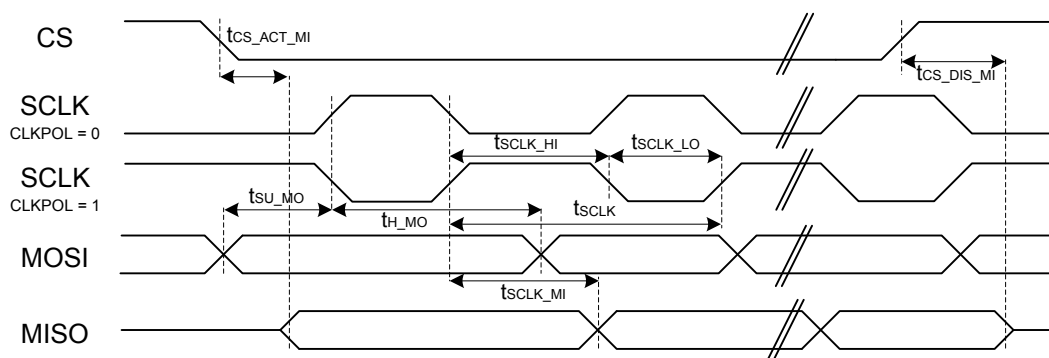 CS
tCS_ACT_MI
tCS_DIS_MI
SCLK
CLKPOL = 0
tSCLK_HI
tSCLK_LO
SCLK
CLKPOL = 1
tSU_MO
tH_MO
tSCLK
MOSI
tSCLK_MI
MISO